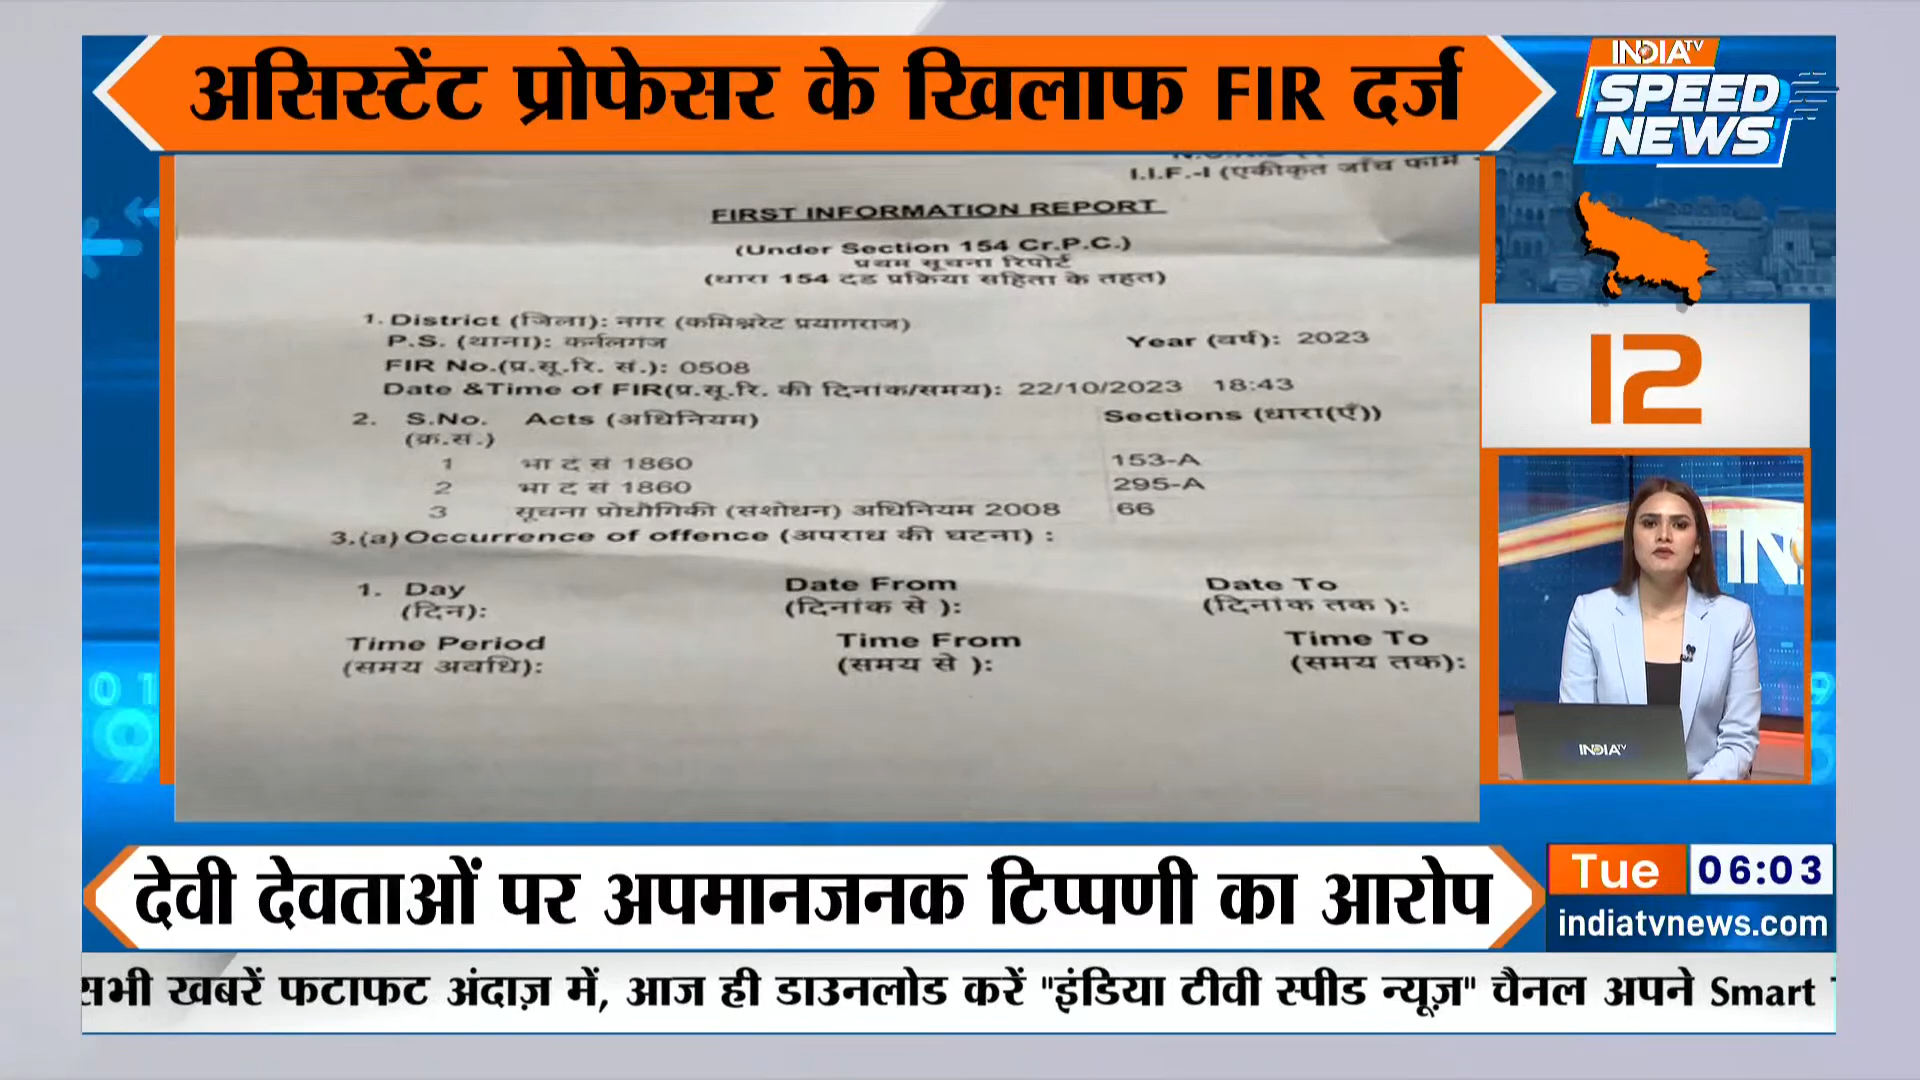 असिस्टेंट प्रोफेसर के खिलाफ FIR दर्ज
INDIA TV
SPEED
NEWS
I.I.F.-I (एकीकृत जाँच फार्म -
FIRST INFORMATION REPORT
(Under Section 154 Cr.P.C.)
प्रथम सूचना रिपोर्ट
(धारा 154 दंड प्रक्रिया संहिता के तहत)
1. District (जिला): नगर (कमिश्नरेट प्रयागराज)
P.S. (थाना): कर्नलगंज
Year (वर्ष): 2023
FIR No.(प्र.सू.रि. सं.): 0508
Date &Time of FIR(प्र.सू.रि. की दिनांक/समय): 22/10/2023 18:43
2. S.No. Acts (अधिनियम) Sections (धारा(एँ))
(क्र.सं.)
1 भा दं सं 1860 153-A
2 भा दं सं 1860 295-A
3 सूचना प्रोधौगिकी (संशोधन) अधिनियम 2008 66
3.(a) Occurrence of offence (अपराध की घटना) :
1. Day Date From Date To
(दिन): (दिनांक से ): (दिनांक तक ):
Time Period Time From Time To
(समय अवधि): (समय से ): (समय तक):
12
INDIA TV
देवी देवताओं पर अपमानजनक टिप्पणी का आरोप
Tue 06:03
indiatvnews.com
सभी खबरें फटाफट अंदाज़ में, आज ही डाउनलोड करें "इंडिया टीवी स्पीड न्यूज़" चैनल अपने Smart